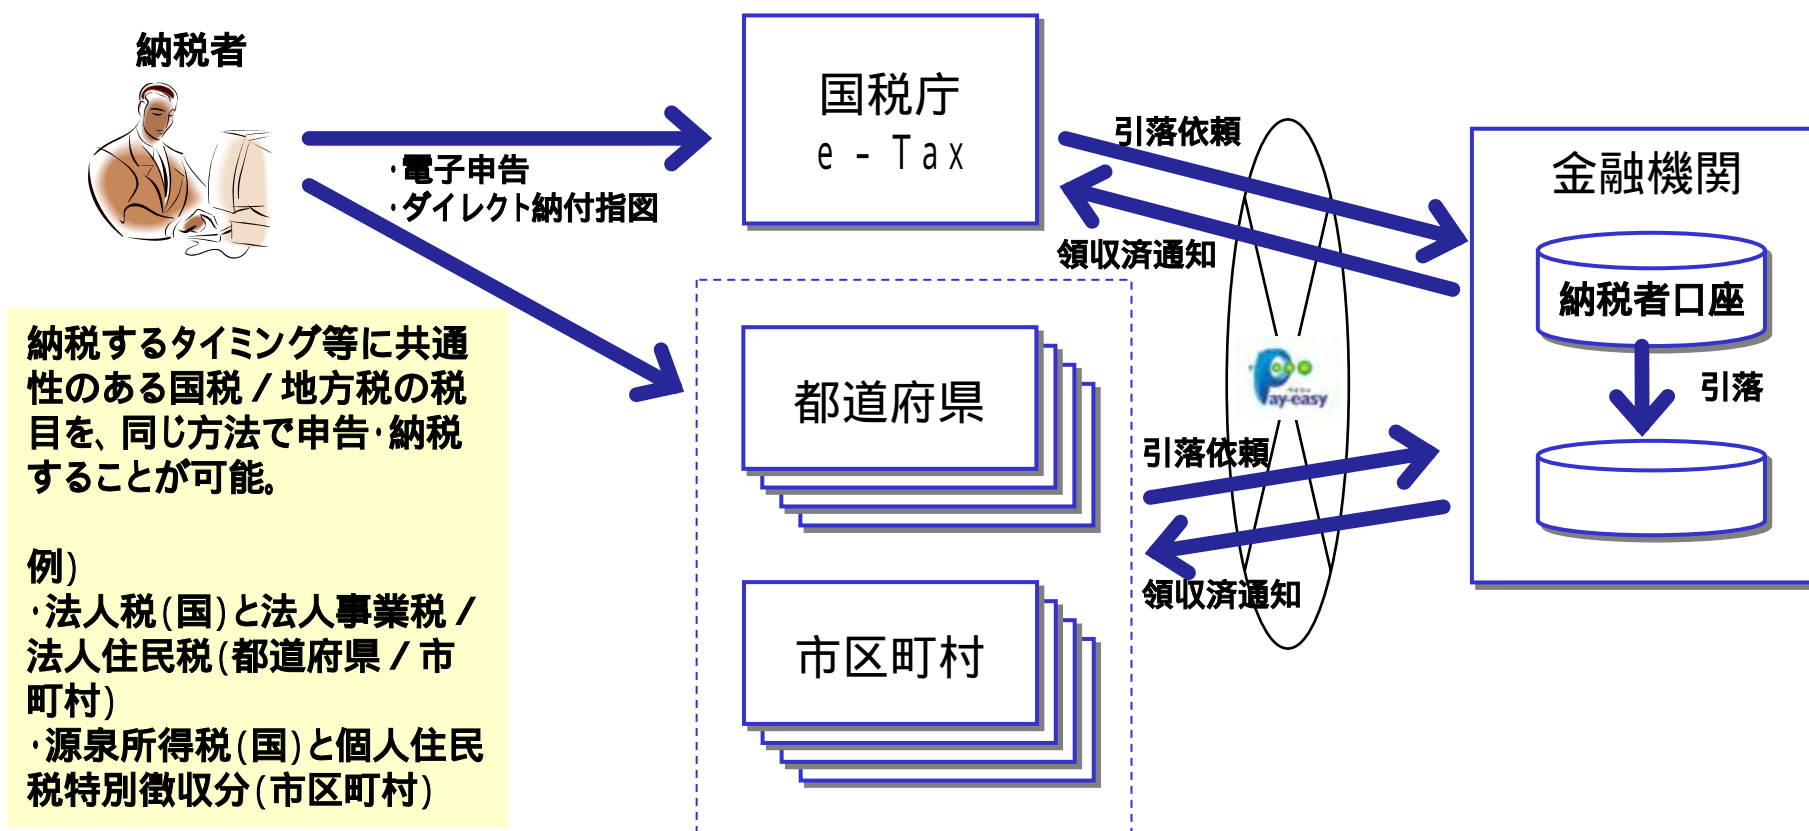 納税者
国税庁
e－Tax
・電子申告
・ダイレクト納付指図
引落依頼
領収済通知
金融機関
納税者口座
引落
納税するタイミング等に共通
性のある国税／地方税の税
目を、同じ方法で申告・納税
することが可能。
例)
・法人税(国)と法人事業税／
法人住民税(都道府県／市
町村)
・源泉所得税(国)と個人住民
税特別徴収分(市区町村)
都道府県
市区町村
ペイジー
Pay-easy
引落依頼
領収済通知